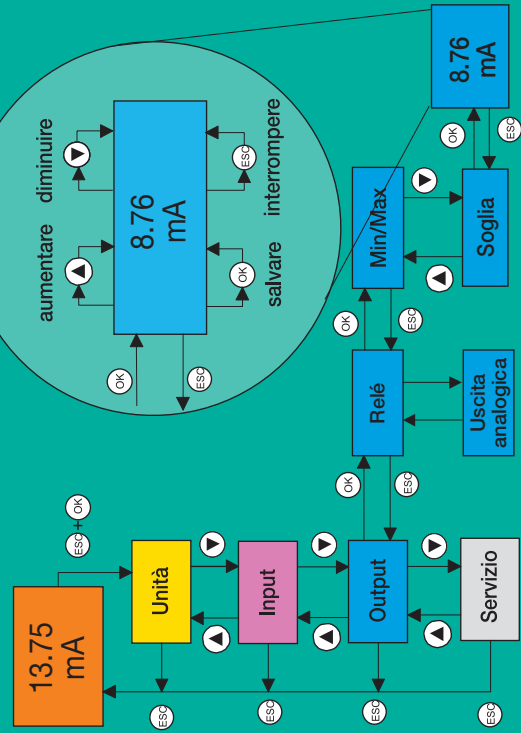 13.75
mA
ESC + OK
Unità
Input
Output
Servizio
ESC
ESC
ESC
ESC
OK
ESC
Relé
Uscita
analogica
OK
ESC
Min/Max
Soglia
OK
ESC
8.76
mA
aumentare
diminuire
8.76
mA
OK
ESC
OK
ESC
salvare
interrompere